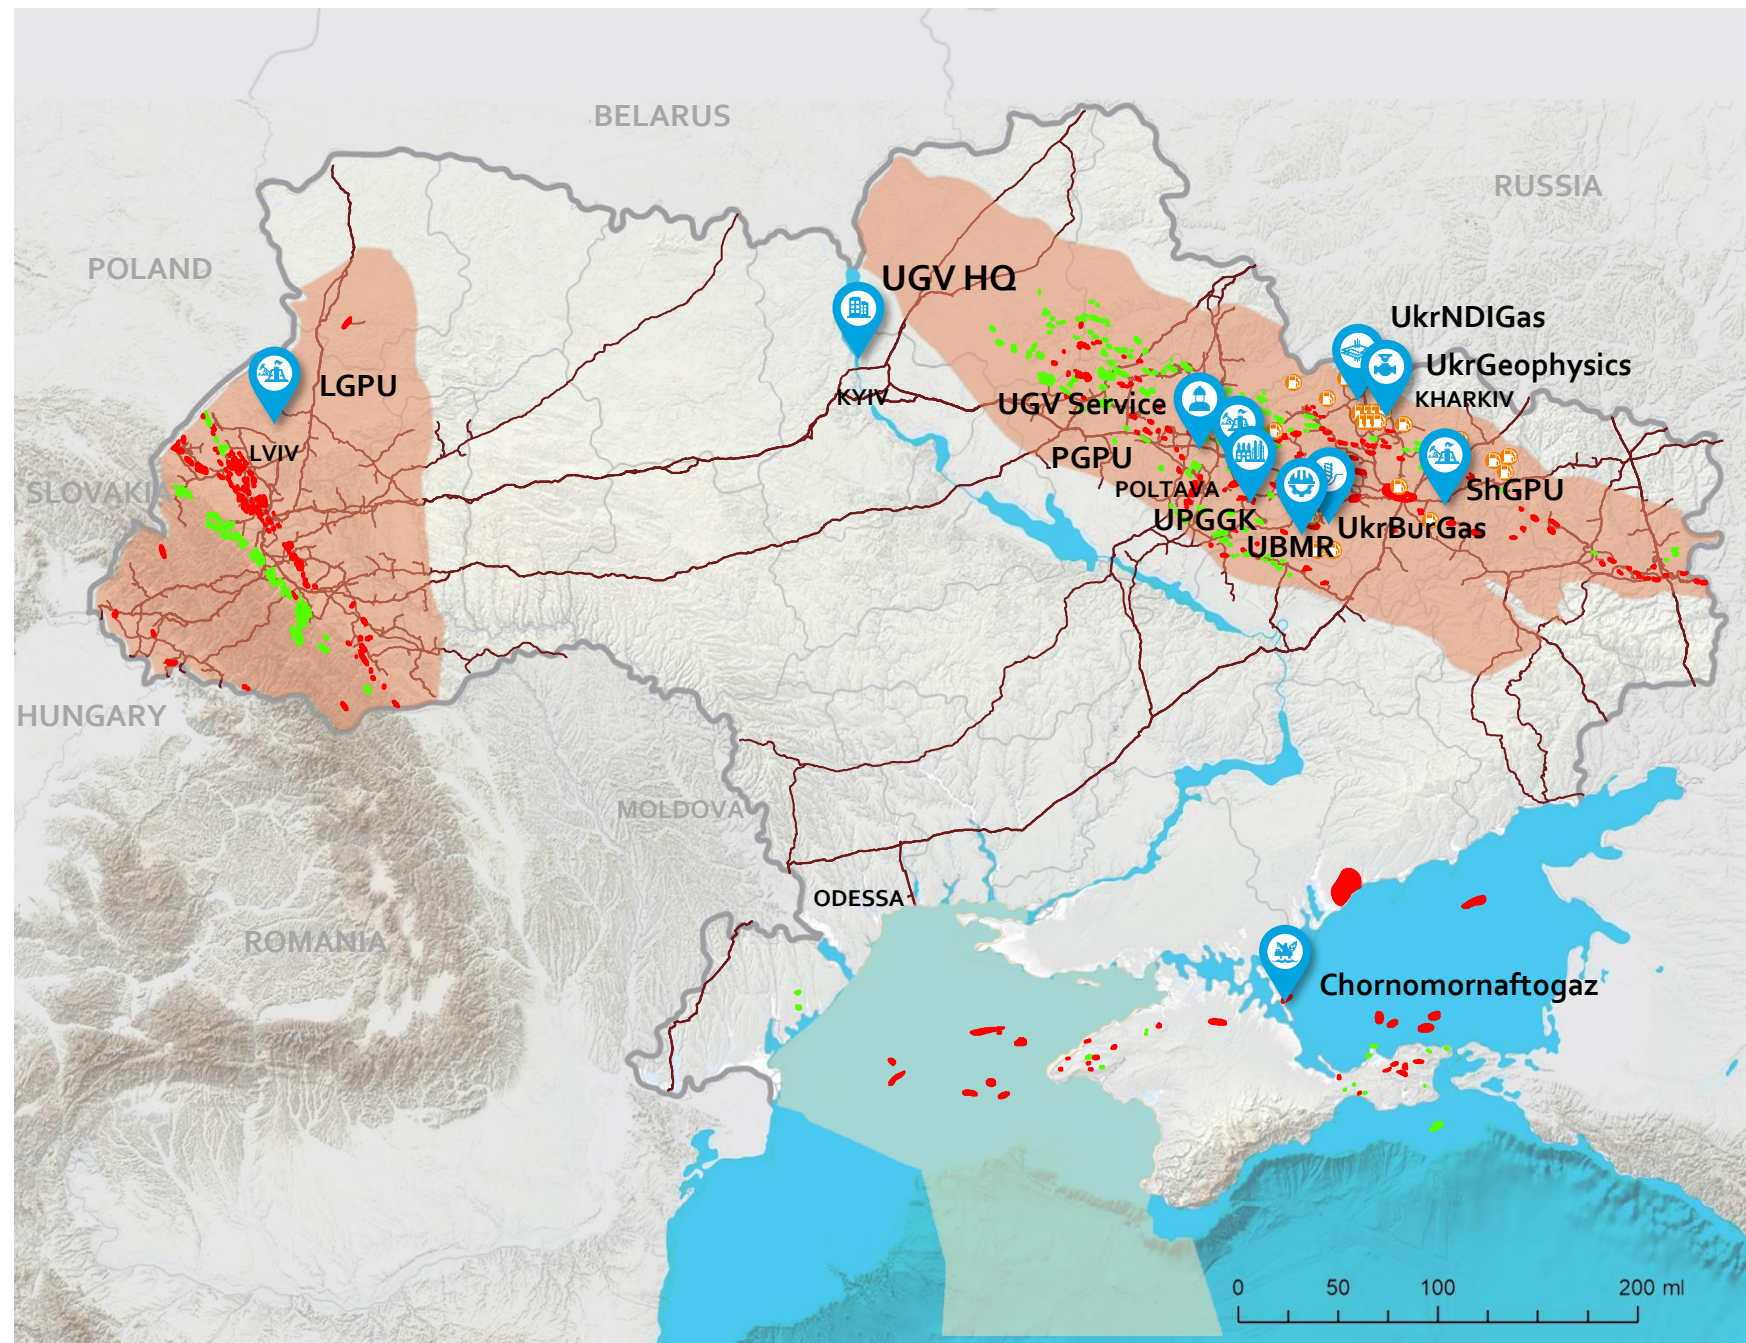 BELARUS
RUSSIA
POLAND
UGV HQ
UkrNDIGas
UkrGeophysics
LGPU
KYIV
UGV Service
KHARKIV
LVIV
PGPU
SLOVAKIA
POLTAVA
ShGPU
UPGGK
UkrBurGas
UBMR
HUNGARY
MOLDOVA
ODESSA
ROMANIA
Chornomornaftogaz
0 50 100 200 ml